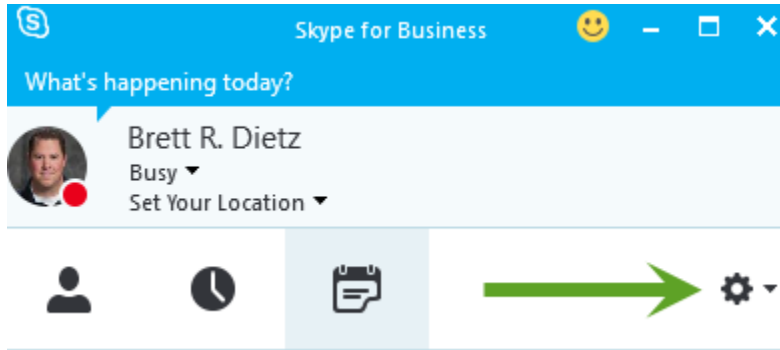 Skype for Business
What's happening today?
Brett R. Dietz
Busy
Set Your Location